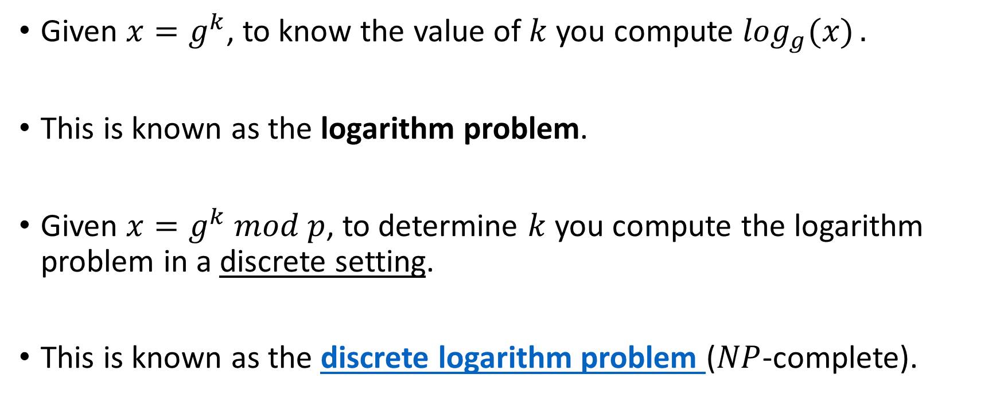 • Given x = g^k, to know the value of k you compute log_g(x).
• This is known as the logarithm problem.
• Given x = g^k mod p, to determine k you compute the logarithm
problem in a discrete setting.
• This is known as the discrete logarithm problem (NP-complete).